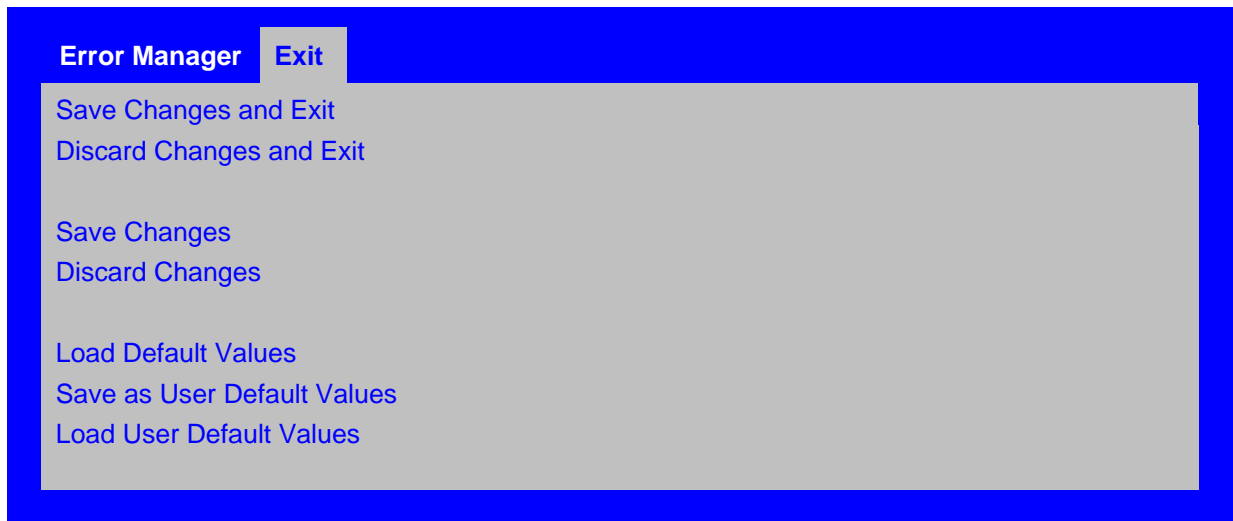 Error Manager Exit
Save Changes and Exit
Discard Changes and Exit
Save Changes
Discard Changes
Load Default Values
Save as User Default Values
Load User Default Values